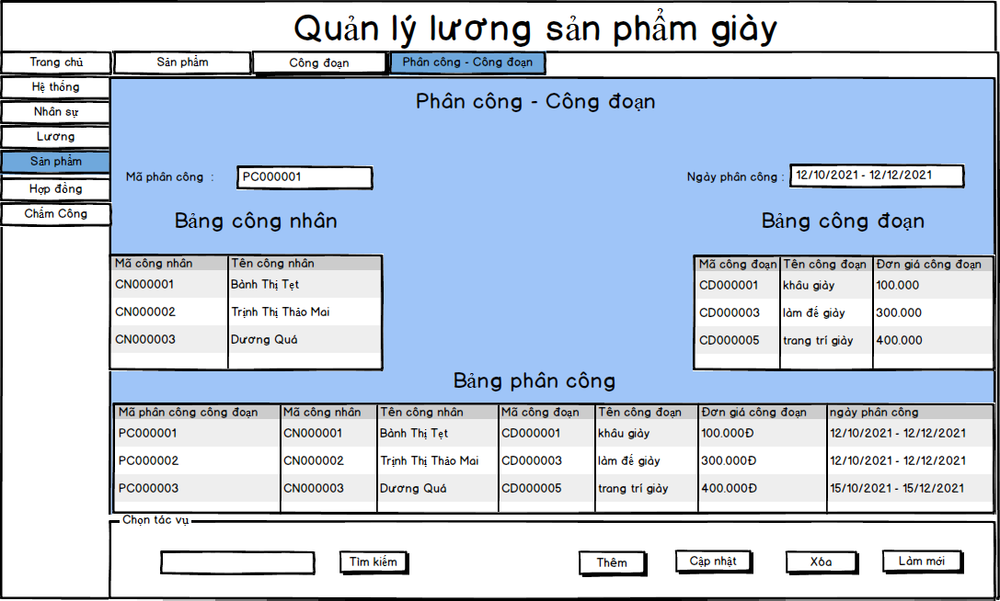 Quản lý lương sản phẩm giày
Trang chủ Sản phẩm Công đoạn Phân công - Công đoạn
Hệ thống
Nhân sự
Lương
Sản phẩm
Hợp đồng
Chấm Công
Phân công - Công đoạn
Mã phân công : PC000001 Ngày phân công : 12/10/2021 - 12/12/2021
Bảng công nhân Bảng công đoạn
Mã công nhân Tên công nhân Mã công đoạn Tên công đoạn Đơn giá công đoạn
CN000001 Bành Thị Tẹt CD000001 khâu giày 100.000
CN000002 Trịnh Thị Thảo Mai CD000003 làm đế giày 300.000
CN000003 Dương Quá CD000005 trang trí giày 400.000
Bảng phân công
Mã phân công công đoạn Mã công nhân Tên công nhân Mã công đoạn Tên công đoạn Đơn giá công đoạn ngày phân công
PC000001 CN000001 Bành Thị Tẹt CD000001 khâu giày 100.000Đ 12/10/2021 - 12/12/2021
PC000002 CN000002 Trịnh Thị Thảo Mai CD000003 làm đế giày 300.000Đ 12/10/2021 - 12/12/2021
PC000003 CN000003 Dương Quá CD000005 trang trí giày 400.000Đ 15/10/2021 - 15/12/2021
Chọn tác vụ
Tìm kiếm Thêm Cập nhật Xóa Làm mới